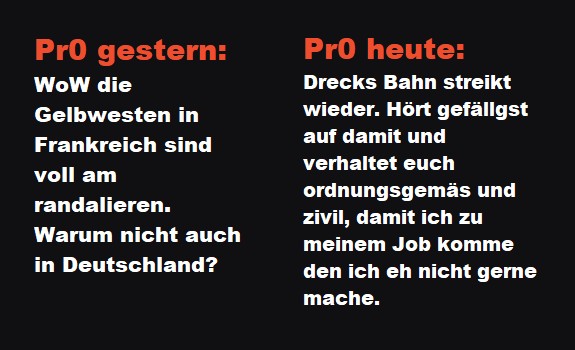 Pr0 gestern:
WoW die
Gelbwesten in
Frankreich sind
voll am
randalieren.
Warum nicht auch
in Deutschland?
Pr0 heute:
Drecks Bahn streikt
wieder. Hört gefällgst
auf damit und
verhaltet euch
ordnungsgemäs und
zivil, damit ich zu
meinem Job komme
den ich eh nicht gerne
mache.